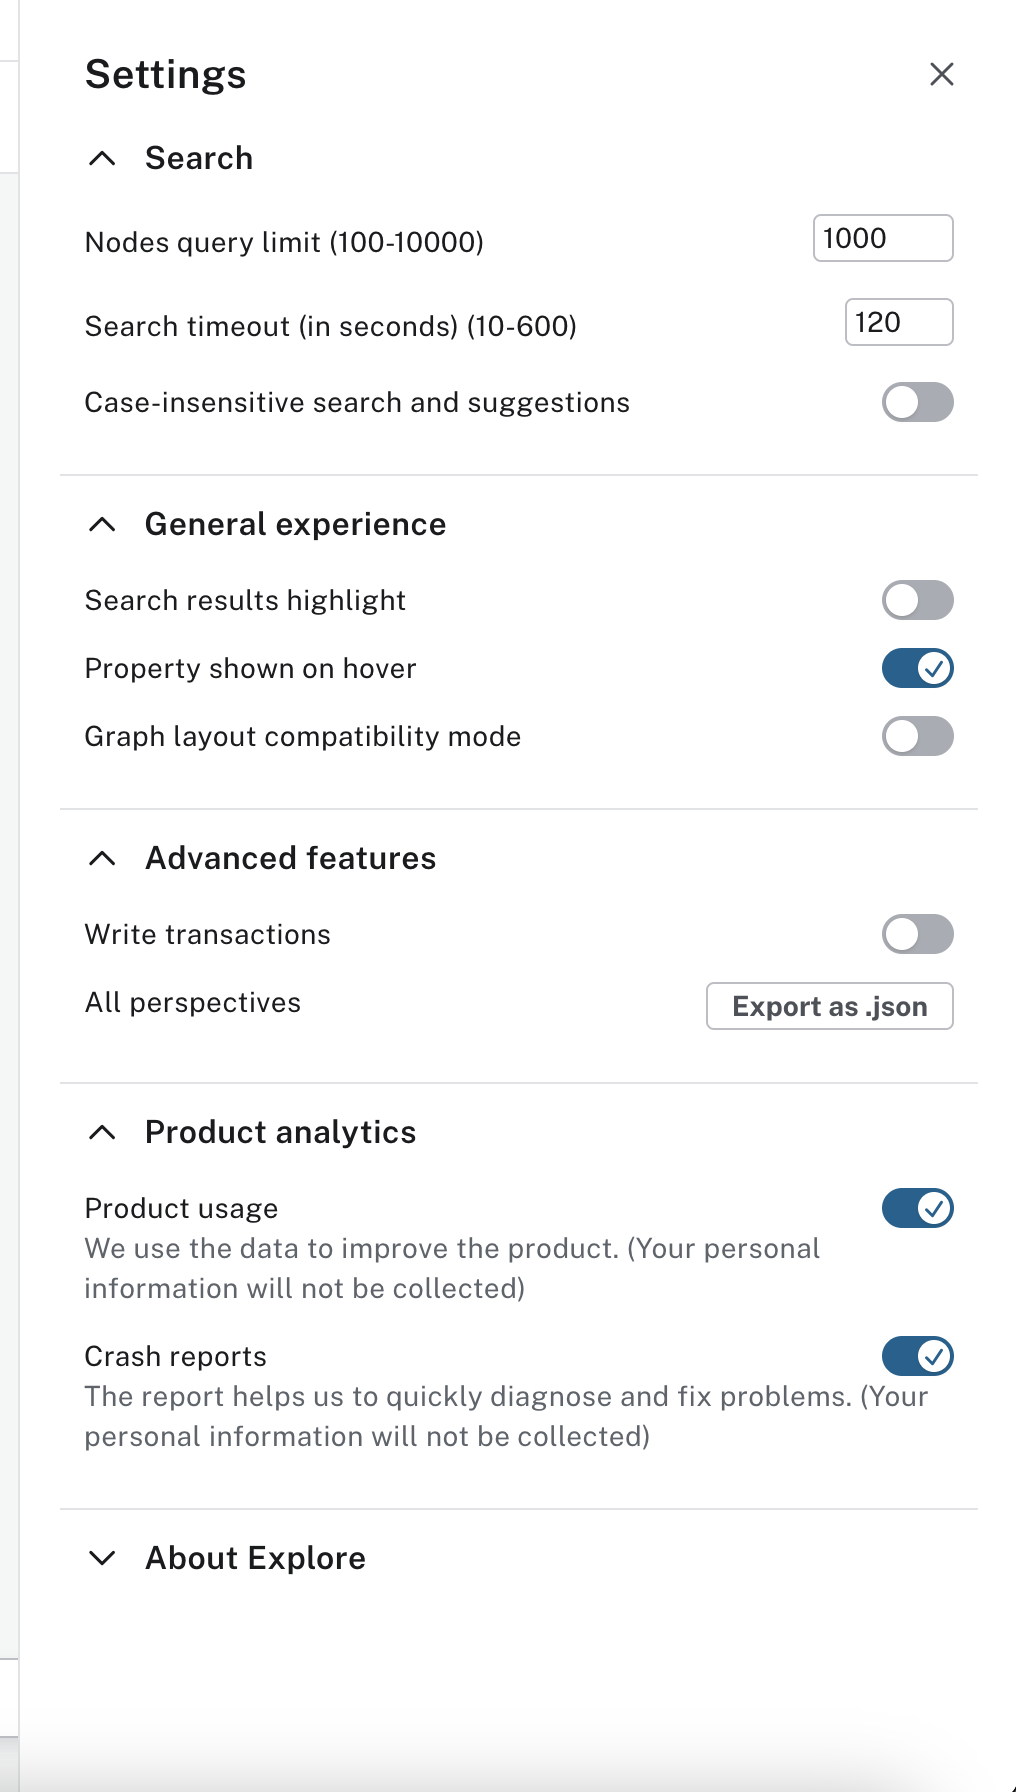 Settings
Search
Nodes query limit (100-10000)
1000
Search timeout (in seconds) (10-600)
120
Case-insensitive search and suggestions
General experience
Search results highlight
Property shown on hover
Graph layout compatibility mode
Advanced features
Write transactions
All perspectives
Export as .json
Product analytics
Product usage
We use the data to improve the product. (Your personal
information will not be collected)
Crash reports
The report helps us to quickly diagnose and fix problems. (Your
personal information will not be collected)
About Explore